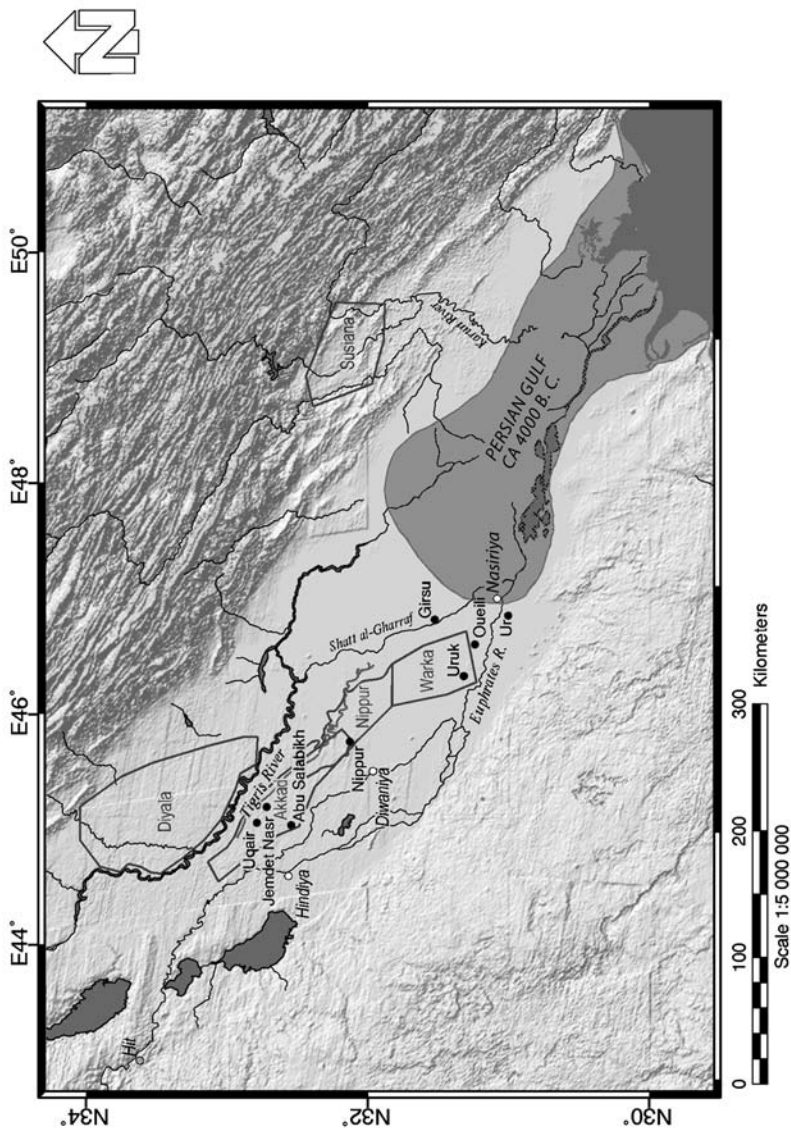 N
E44°
E46°
E48°
E50°
N34°
N32°
N30°
Hit
Diyala
Tigris River
Akkad
Uqair
Jemdet Nasr
Abu Salabikh
Hindiya
Nippur
Nippur
Diwaniya
Warka
Uruk
Shatt al-Gharraf
Girsu
Oueili
Ur
Nasiriya
Euphrates R.
Susiana
Karun River
PERSIAN GULF
CA 4000 B. C.
0 100 200 300 Kilometers
Scale 1:5 000 000